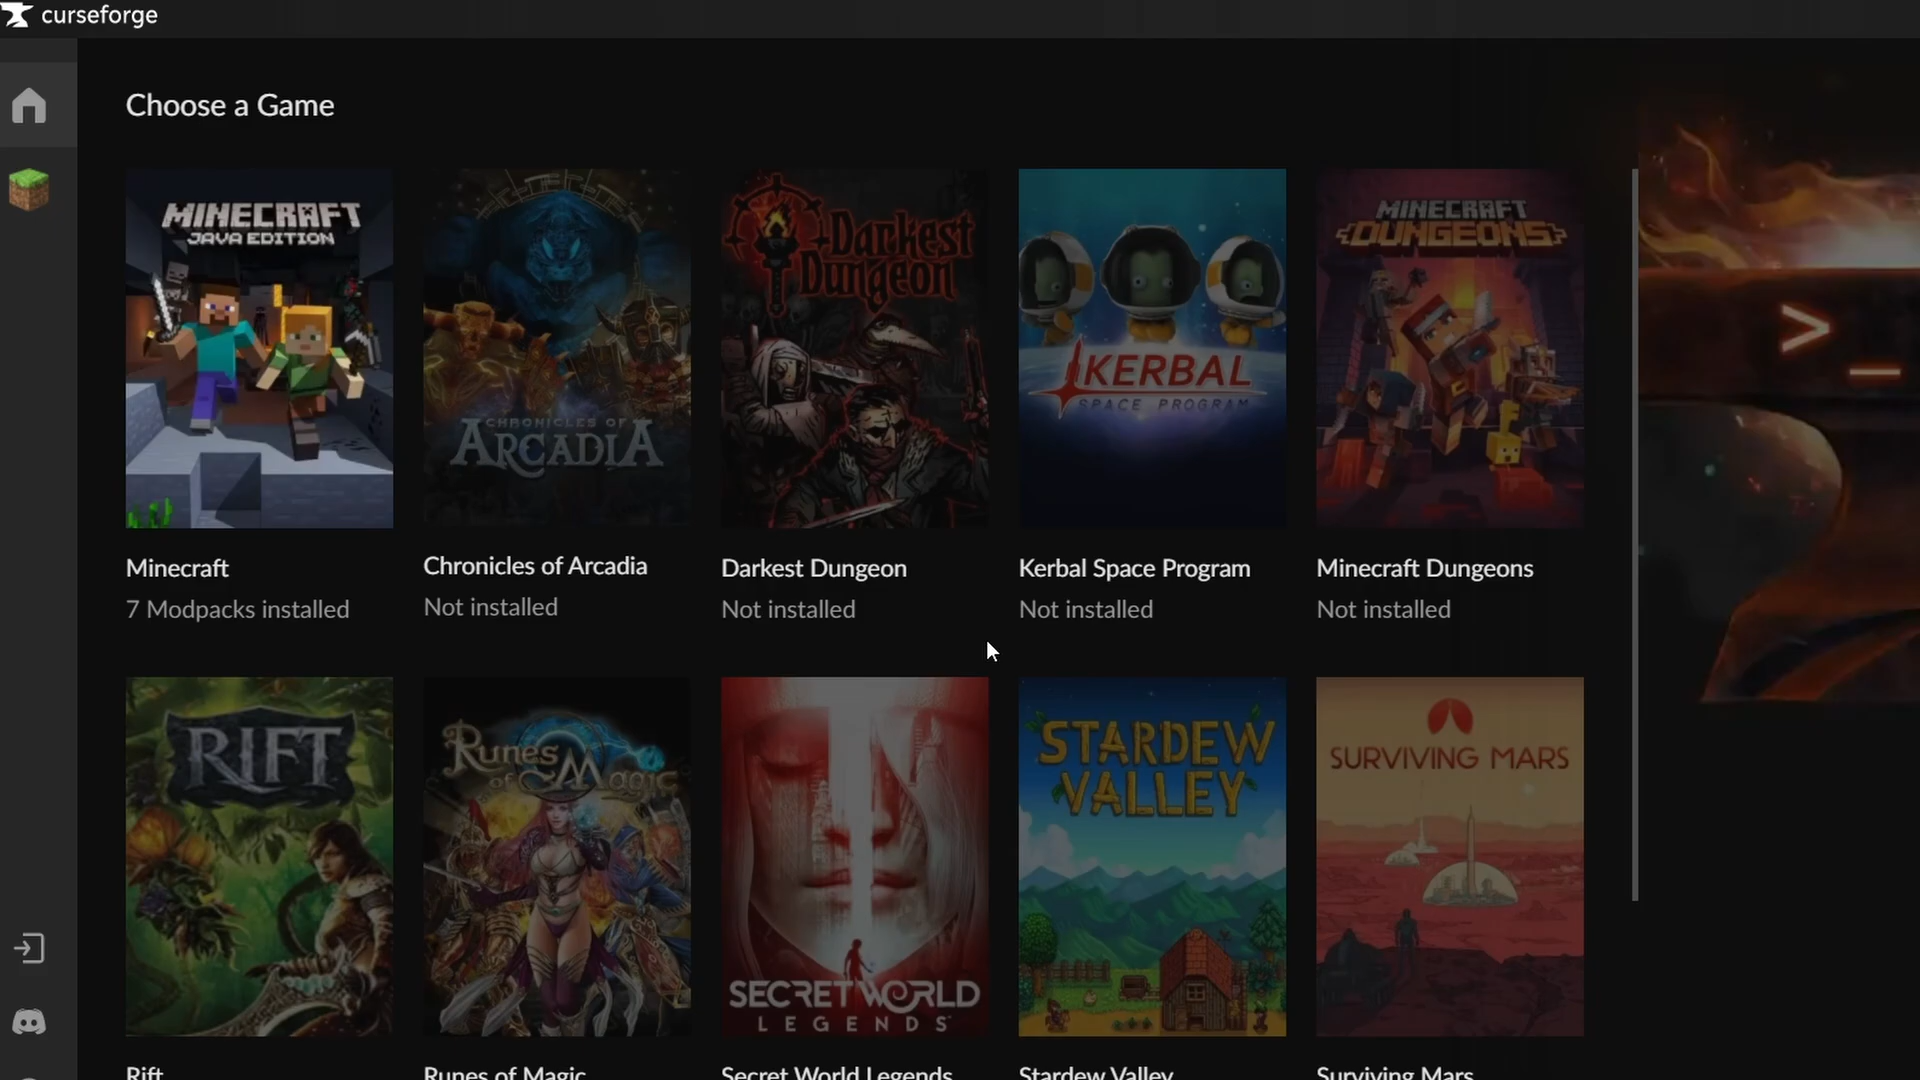 curseforge
Choose a Game
MINECRAFT
JAVA EDITION
CHRONICLES OF
ARCADIA
Darkest
Dungeon
KERBAL
SPACE PROGRAM
MINECRAFT
DUNGEONS
>_
Minecraft
7 Modpacks installed
Chronicles of Arcadia
Not installed
Darkest Dungeon
Not installed
Kerbal Space Program
Not installed
Minecraft Dungeons
Not installed
RIFT
Runes
of Magic
SECRET WORLD
LEGENDS
STARDEW
VALLEY
SURVIVING MARS
Rift
Runes of Magic
Secret World Legends
Stardew Valley
Surviving Mars